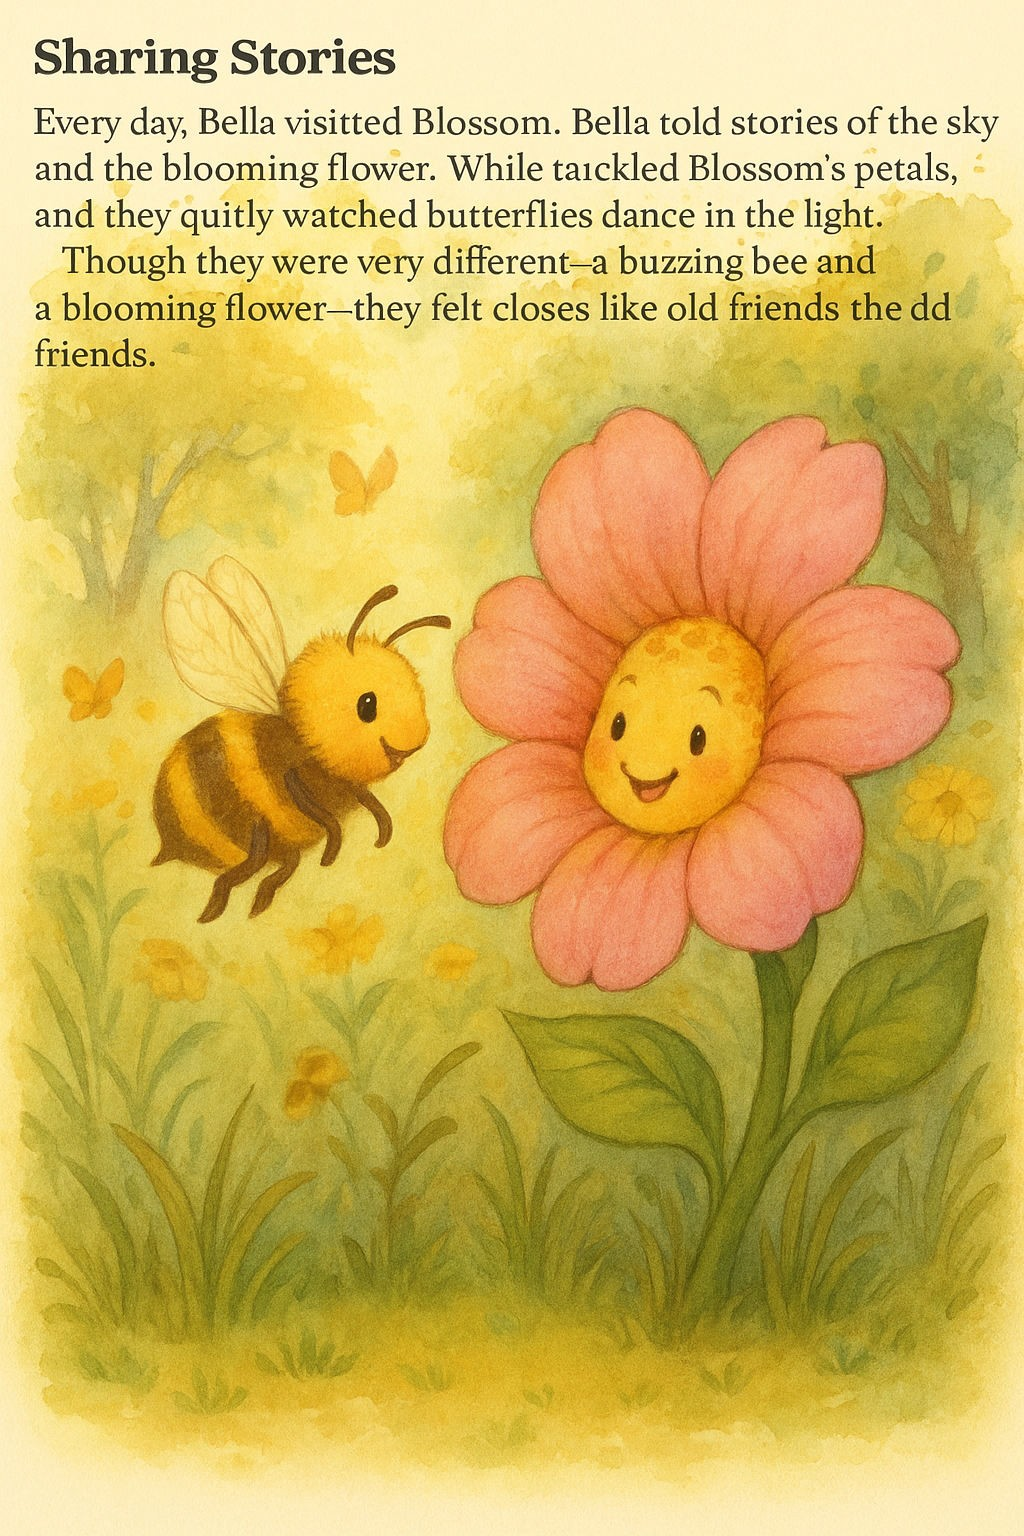 Sharing Stories
Every day, Bella visitted Blossom. Bella told stories of the sky
and the blooming flower. While taıckled Blossom's petals,
and they quitly watched butterflies dance in the light.
Though they were very different—a buzzing bee and
a blooming flower—they felt closes like old friends the dd
friends.